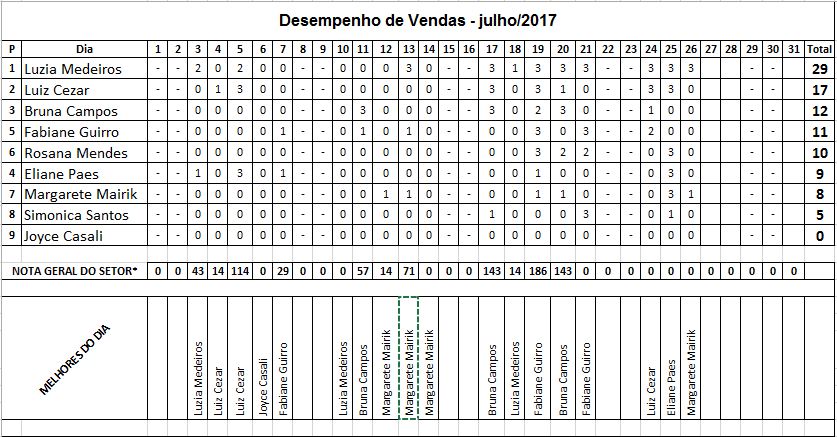 Desempenho de Vendas - julho/2017
P Dia 1 2 3 4 5 6 7 8 9 10 11 12 13 14 15 16 17 18 19 20 21 22 23 24 25 26 27 28 29 30 31 Total
1 Luzia Medeiros - - 2 0 2 0 0 - - 0 0 0 3 0 - - 3 1 3 3 3 - - 3 3 3 - - 29
2 Luiz Cezar - - 0 1 3 0 0 - - 0 0 0 0 0 - - 3 0 3 1 0 - - 3 3 0 - - 17
3 Bruna Campos - - 0 0 0 0 0 - - 0 3 0 0 0 - - 3 0 2 3 0 - - 1 0 0 - - 12
5 Fabiane Guirro - - 0 0 0 0 1 - - 0 1 0 1 0 - - 0 0 3 0 3 - - 2 0 0 - - 11
6 Rosana Mendes - - 0 0 0 0 0 - - 0 0 0 0 0 - - 0 0 3 2 2 - - 0 3 0 - - 10
4 Eliane Paes - - 1 0 3 0 1 - - 0 0 0 0 0 - - 0 0 0 0 0 - - 0 3 0 - - 9
7 Margarete Mairik - - 0 0 0 0 0 - - 0 0 1 1 0 - - 0 0 1 1 0 - - 0 3 1 - - 8
8 Simonica Santos - - 0 0 0 0 0 - - 0 0 0 0 0 - - 1 0 0 0 3 - - 0 1 0 - - 5
9 Joyce Casali - - 0 0 0 0 0 - - 0 0 0 0 0 - - 0 0 0 0 0 - - 0 0 0 - - 0
NOTA GERAL DO SETOR* 0 0 43 14 114 0 29 0 0 0 57 14 71 0 0 0 143 14 186 143 0 0 0 0 0 0 0 0 0 0 0
MELHORES DO DIA
Luzia Medeiros
Luiz Cezar
Luiz Cezar
Joyce Casali
Fabiane Guirro
Luzia Medeiros
Bruna Campos
Margarete Mairik
Margarete Mairik
Margarete Mairik
Bruna Campos
Luzia Medeiros
Fabiane Guirro
Bruna Campos
Fabiane Guirro
Luiz Cezar
Eliane Paes
Margarete Mairik